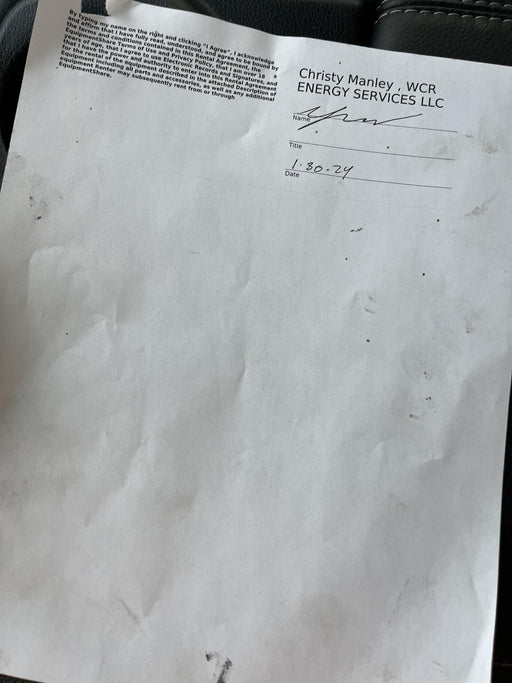 By typing my name on the right and clicking "I Agree", I acknowledge
and affirm that I have fully read, understood, and agree to be bound by
the terms and conditions contained in this Rental Agreement, the
EquipmentShare Terms of Use and Privacy Policy, that I am over 18
years of age, that I agree to use Electronic Records and Signatures, and
that I have the power and authority to enter into this Rental Agreement
for the rental of the equipment described in the attached Description of
Equipment including all parts and accessories, as well as any additional
equipment Renter may subsequently rent from or through
EquipmentShare.
Christy Manley , WCR
ENERGY SERVICES LLC
Name
Title
1-30-24
Date